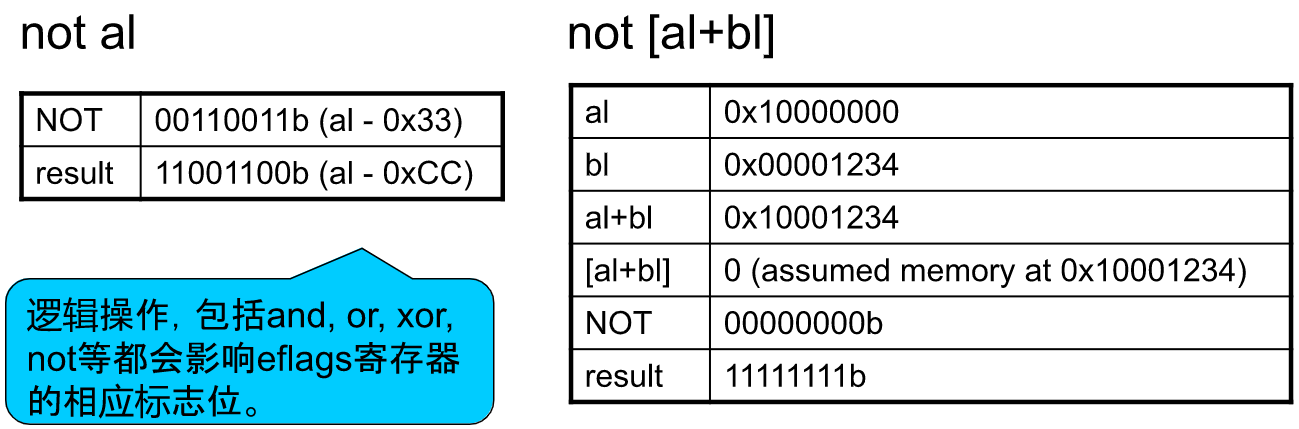 not al
NOT 00110011b (al - 0x33)
result 11001100b (al - 0xCC)
逻辑操作，包括and, or, xor,
not等都会影响eflags寄存器
的相应标志位。
not [al+bl]
al 0x10000000
bl 0x00001234
al+bl 0x10001234
[al+bl] 0 (assumed memory at 0x10001234)
NOT 00000000b
result 11111111b